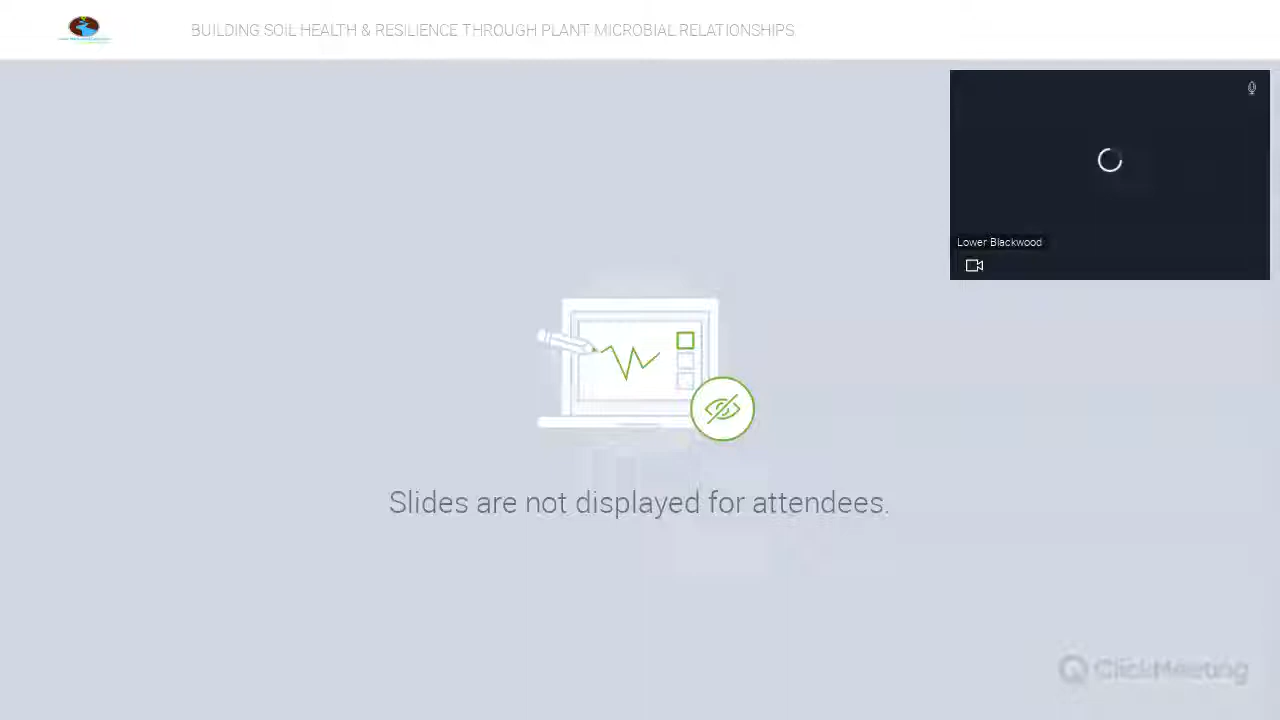 BUILDING SOIL HEALTH & RESILIENCE THROUGH PLANT MICROBIAL RELATIONSHIPS
Lower Blackwood
Slides are not displayed for attendees.
ClickMeeting